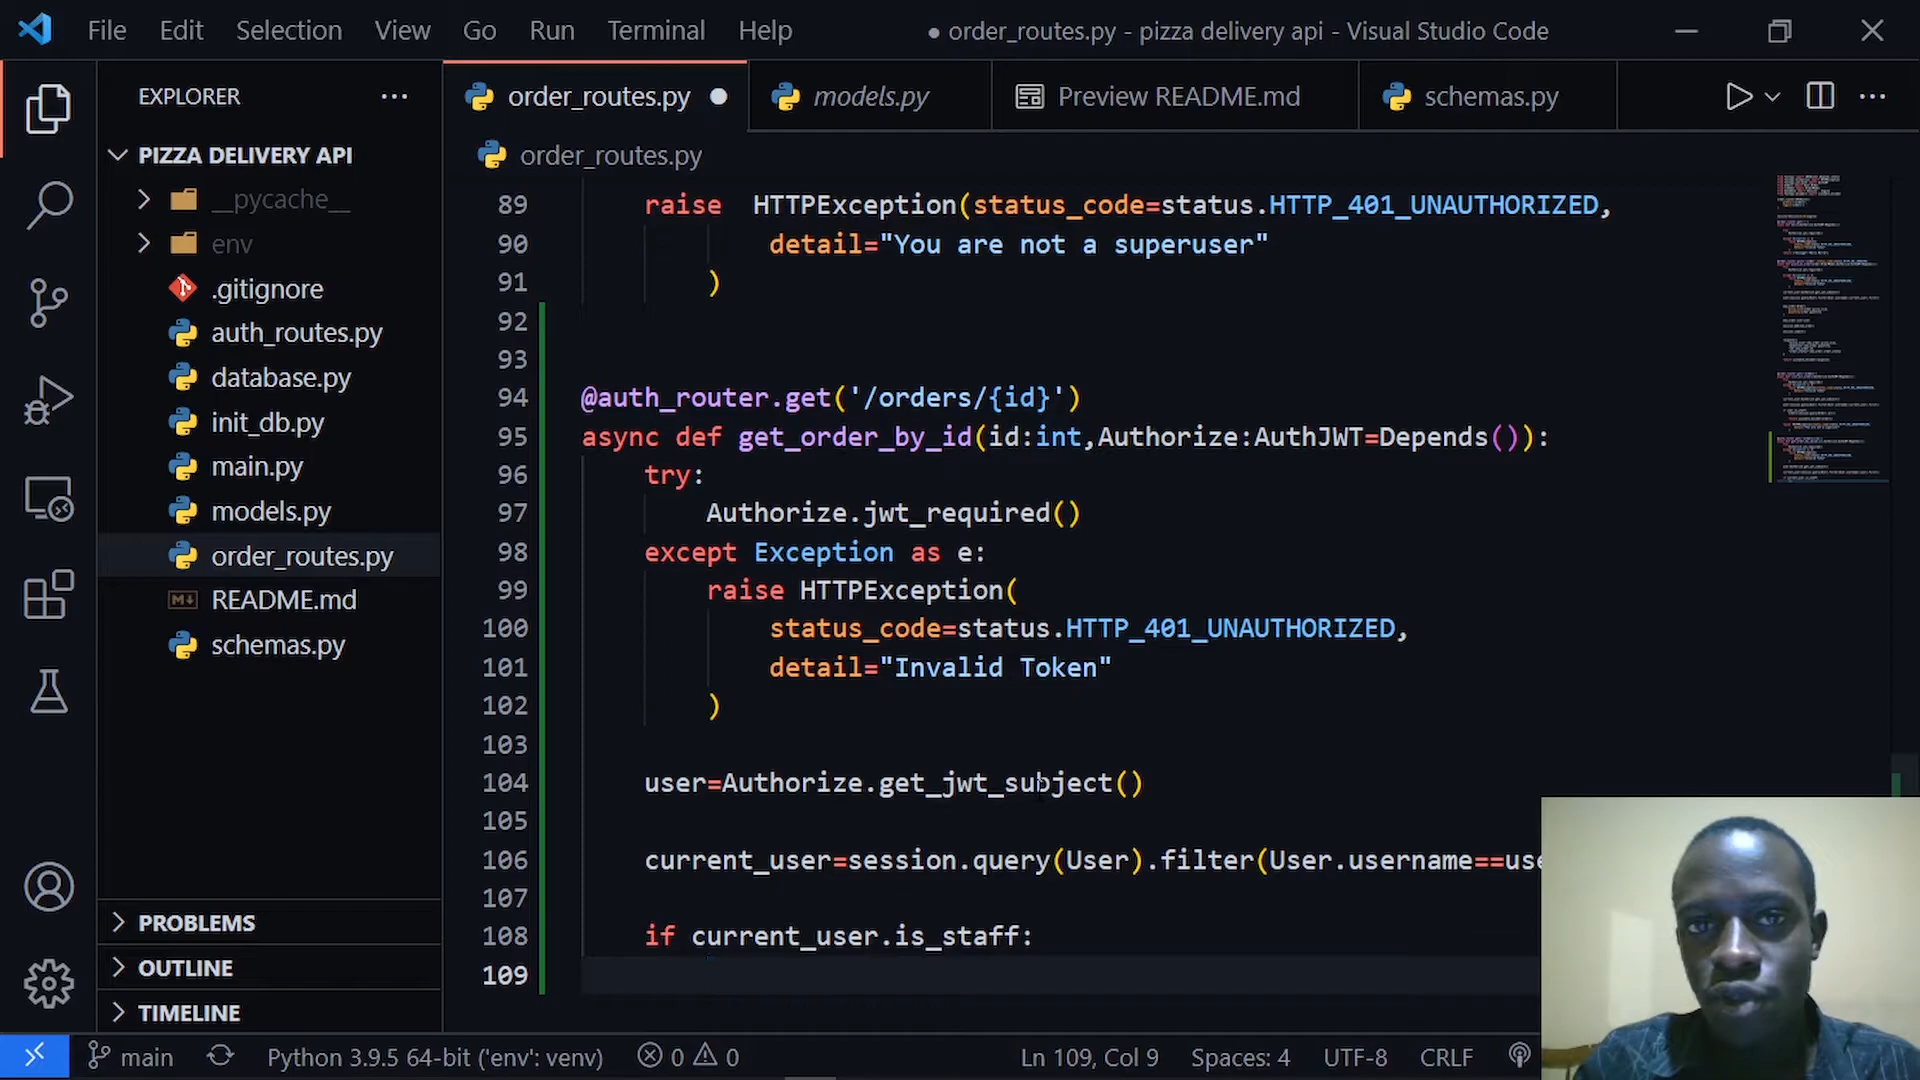 File Edit Selection View Go Run Terminal Help
● order_routes.py - pizza delivery api - Visual Studio Code
EXPLORER
order_routes.py
models.py
Preview README.md
schemas.py
PIZZA DELIVERY API
__pycache__
env
.gitignore
auth_routes.py
database.py
init_db.py
main.py
models.py
order_routes.py
README.md
schemas.py
PROBLEMS
OUTLINE
TIMELINE
order_routes.py
89 raise HTTPException(status_code=status.HTTP_401_UNAUTHORIZED,
90 detail="You are not a superuser"
91 )
92
93
94 @auth_router.get('/orders/{id}')
95 async def get_order_by_id(id:int,Authorize:AuthJWT=Depends()):
96 try:
97 Authorize.jwt_required()
98 except Exception as e:
99 raise HTTPException(
100 status_code=status.HTTP_401_UNAUTHORIZED,
101 detail="Invalid Token"
102 )
103
104 user=Authorize.get_jwt_subject()
105
106 current_user=session.query(User).filter(User.username==use
107
108 if current_user.is_staff:
109
main
Python 3.9.5 64-bit ('env': venv)
0 0
Ln 109, Col 9
Spaces: 4
UTF-8
CRLF